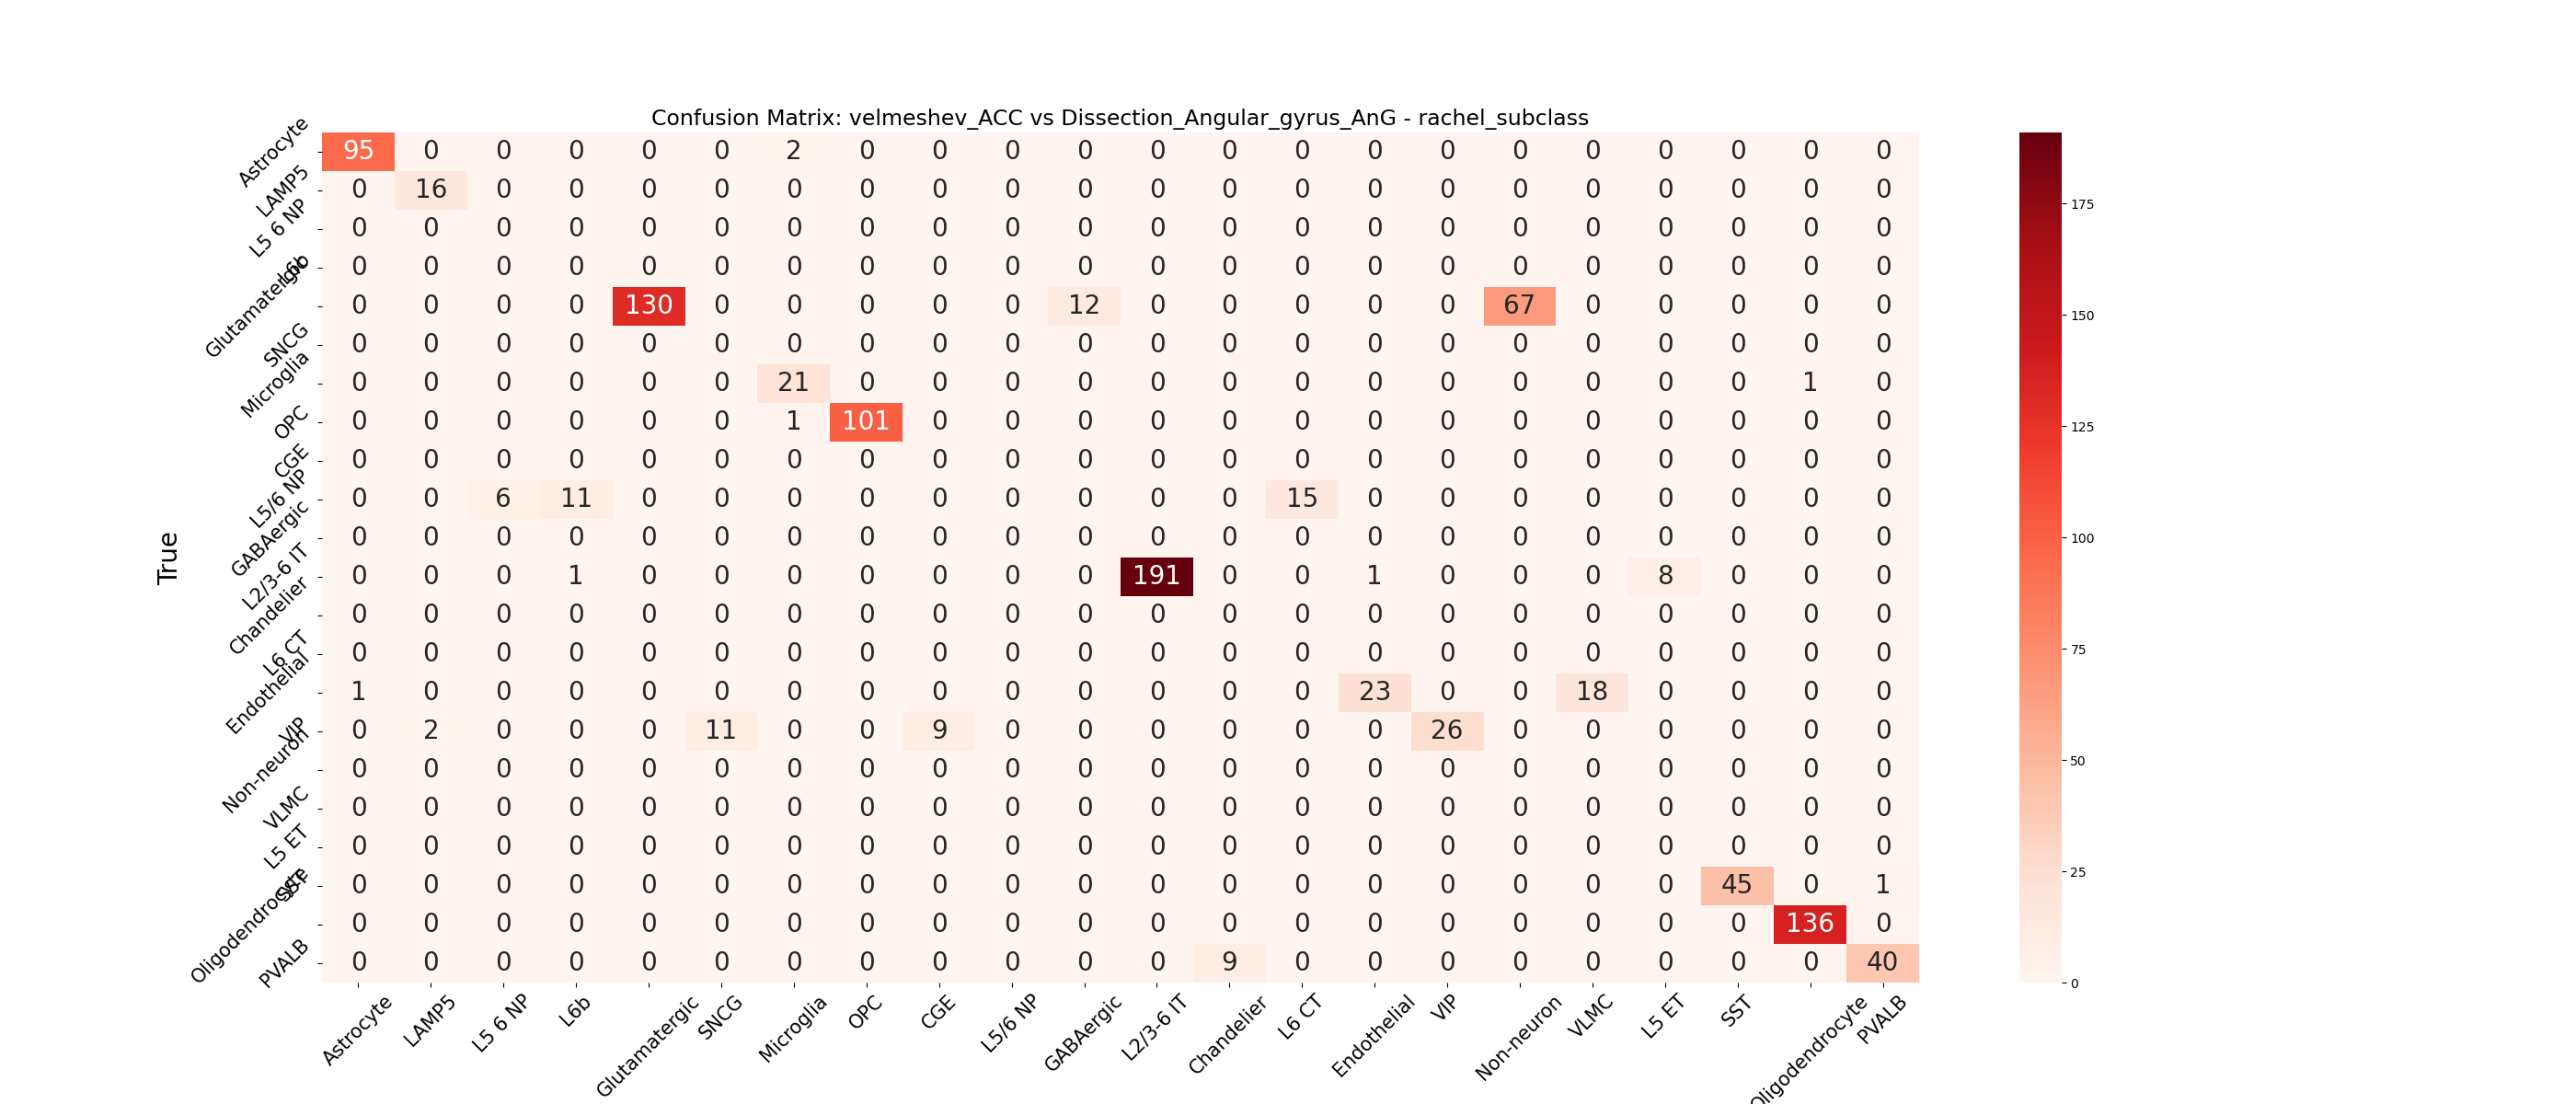 Confusion Matrix: velmeshev_ACC vs Dissection_Angular_gyrus_AnG - rachel_subclass
True
Astrocyte 95 0 0 0 0 0 2 0 0 0 0 0 0 0 0 0 0 0 0 0 0 0
LAMP5 0 16 0 0 0 0 0 0 0 0 0 0 0 0 0 0 0 0 0 0 0 0
L5 6 NP 0 0 0 0 0 0 0 0 0 0 0 0 0 0 0 0 0 0 0 0 0 0
L6b 0 0 0 0 0 0 0 0 0 0 0 0 0 0 0 0 0 0 0 0 0 0
Glutamatergic 0 0 0 0 130 0 0 0 0 0 12 0 0 0 0 0 67 0 0 0 0 0
SNCG 0 0 0 0 0 0 0 0 0 0 0 0 0 0 0 0 0 0 0 0 0 0
Microglia 0 0 0 0 0 0 21 0 0 0 0 0 0 0 0 0 0 0 0 0 1 0
OPC 0 0 0 0 0 0 1 101 0 0 0 0 0 0 0 0 0 0 0 0 0 0
CGE 0 0 0 0 0 0 0 0 0 0 0 0 0 0 0 0 0 0 0 0 0 0
L5/6 NP 0 0 6 11 0 0 0 0 0 0 0 0 0 15 0 0 0 0 0 0 0 0
GABAergic 0 0 0 0 0 0 0 0 0 0 0 0 0 0 0 0 0 0 0 0 0 0
L2/3-6 IT 0 0 0 1 0 0 0 0 0 0 0 191 0 0 1 0 0 0 8 0 0 0
Chandelier 0 0 0 0 0 0 0 0 0 0 0 0 0 0 0 0 0 0 0 0 0 0
L6 CT 0 0 0 0 0 0 0 0 0 0 0 0 0 0 0 0 0 0 0 0 0 0
Endothelial 1 0 0 0 0 0 0 0 0 0 0 0 0 0 23 0 0 18 0 0 0 0
VIP 0 2 0 0 0 11 0 0 9 0 0 0 0 0 0 26 0 0 0 0 0 0
Non-neuron 0 0 0 0 0 0 0 0 0 0 0 0 0 0 0 0 0 0 0 0 0 0
VLMC 0 0 0 0 0 0 0 0 0 0 0 0 0 0 0 0 0 0 0 0 0 0
L5 ET 0 0 0 0 0 0 0 0 0 0 0 0 0 0 0 0 0 0 0 0 0 0
SST 0 0 0 0 0 0 0 0 0 0 0 0 0 0 0 0 0 0 0 45 0 1
Oligodendrocyte 0 0 0 0 0 0 0 0 0 0 0 0 0 0 0 0 0 0 0 0 136 0
PVALB 0 0 0 0 0 0 0 0 0 0 0 0 9 0 0 0 0 0 0 0 0 40
Astrocyte LAMP5 L5 6 NP L6b Glutamatergic SNCG Microglia OPC CGE L5/6 NP GABAergic L2/3-6 IT Chandelier L6 CT Endothelial VIP Non-neuron VLMC L5 ET SST Oligodendrocyte PVALB
175
150
125
100
75
50
25
0